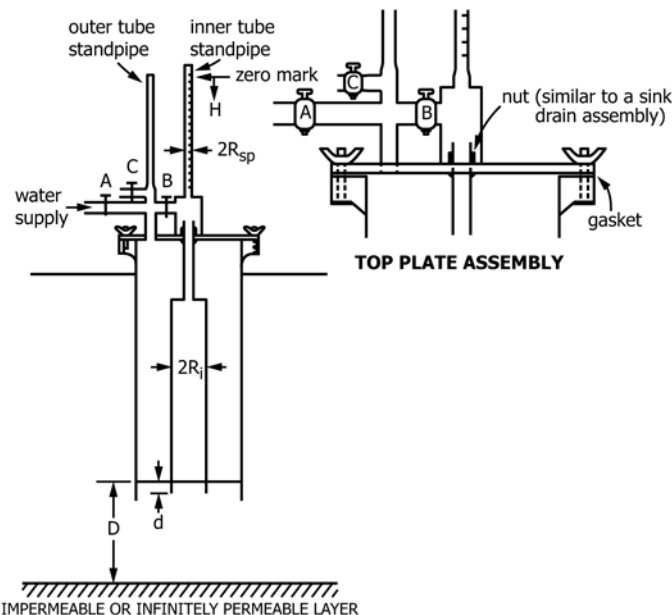 outer tube
standpipe
inner tube
standpipe
zero mark
H
2R_sp
A
C
B
water
supply
2R_i
D
d
IMPERMEABLE OR INFINITELY PERMEABLE LAYER
C
A
B
nut (similar to a sink
drain assembly)
gasket
TOP PLATE ASSEMBLY